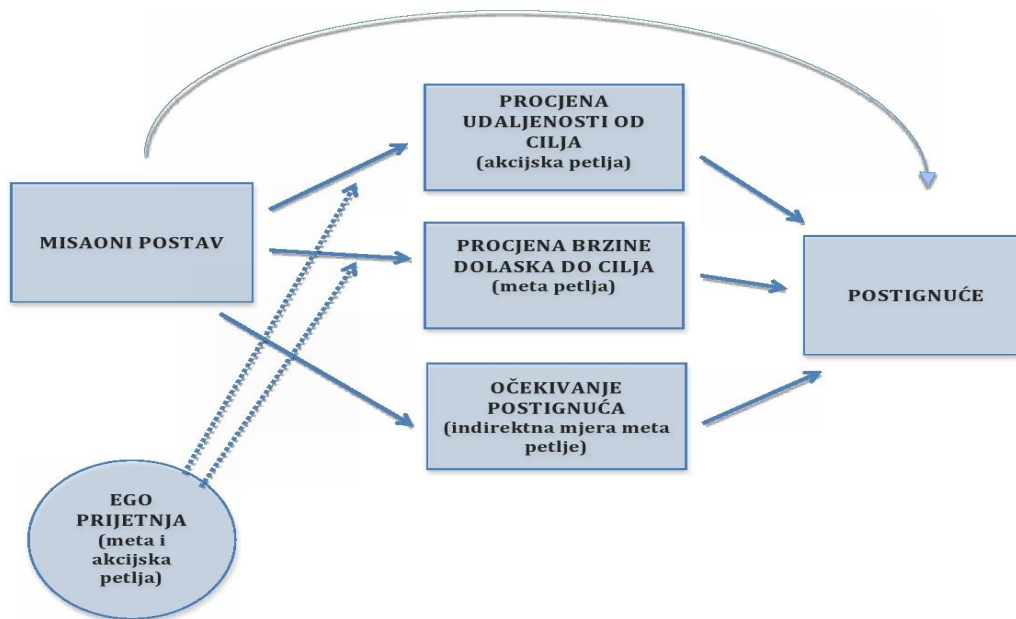 PROCJENA
UDALJENOSTI OD
CILJA
(akcijska petlja)
MISAONI POSTAV
PROCJENA BRZINE
DOLASKA DO CILJA
(meta petlja)
POSTIGNUĆE
OČEKIVANJE
POSTIGNUĆA
(indirektna mjera meta
petlje)
EGO
PRIJETNJA
(meta i
akcijska
petlja)